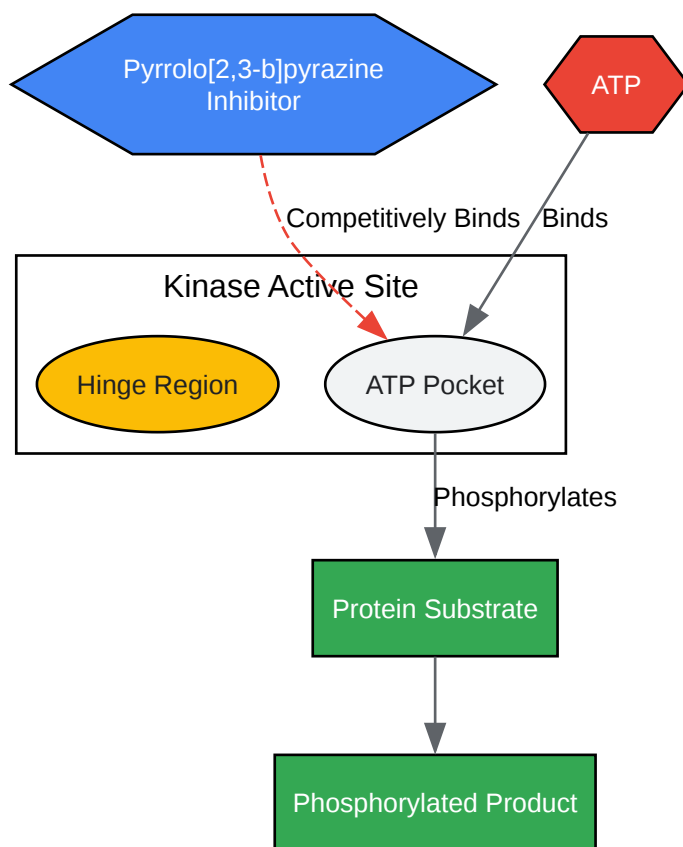 Pyrrolo[2,3-b]pyrazine
Inhibitor
ATP
Competitively Binds
Binds
Kinase Active Site
Hinge Region
ATP Pocket
Phosphorylates
Protein Substrate
Phosphorylated Product